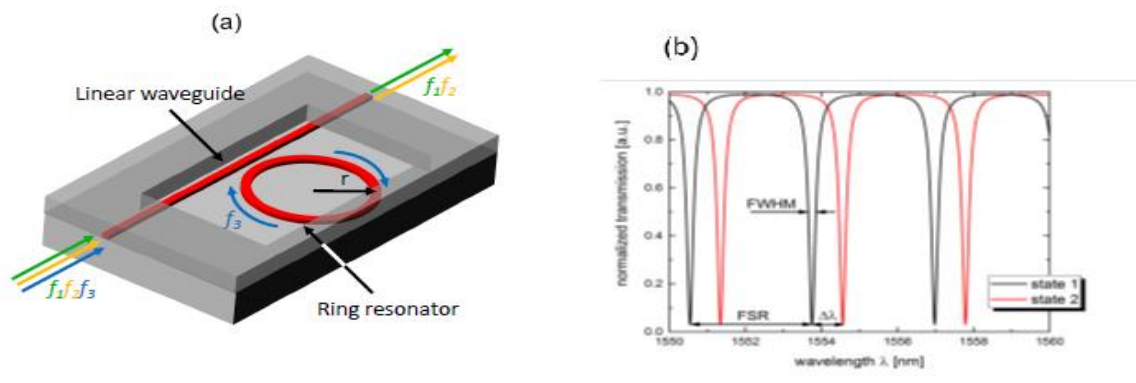 (a)
f₁f₂
Linear waveguide
r
f₃
f₁f₂f₃
Ring resonator
(b)
normalized transmission [a.u.]
1.0
0.8
0.6
0.4
0.2
0.0
FWHM
FSR
Δλ
state 1
state 2
1550 1552 1554 1556 1558 1560
wavelength λ [nm]